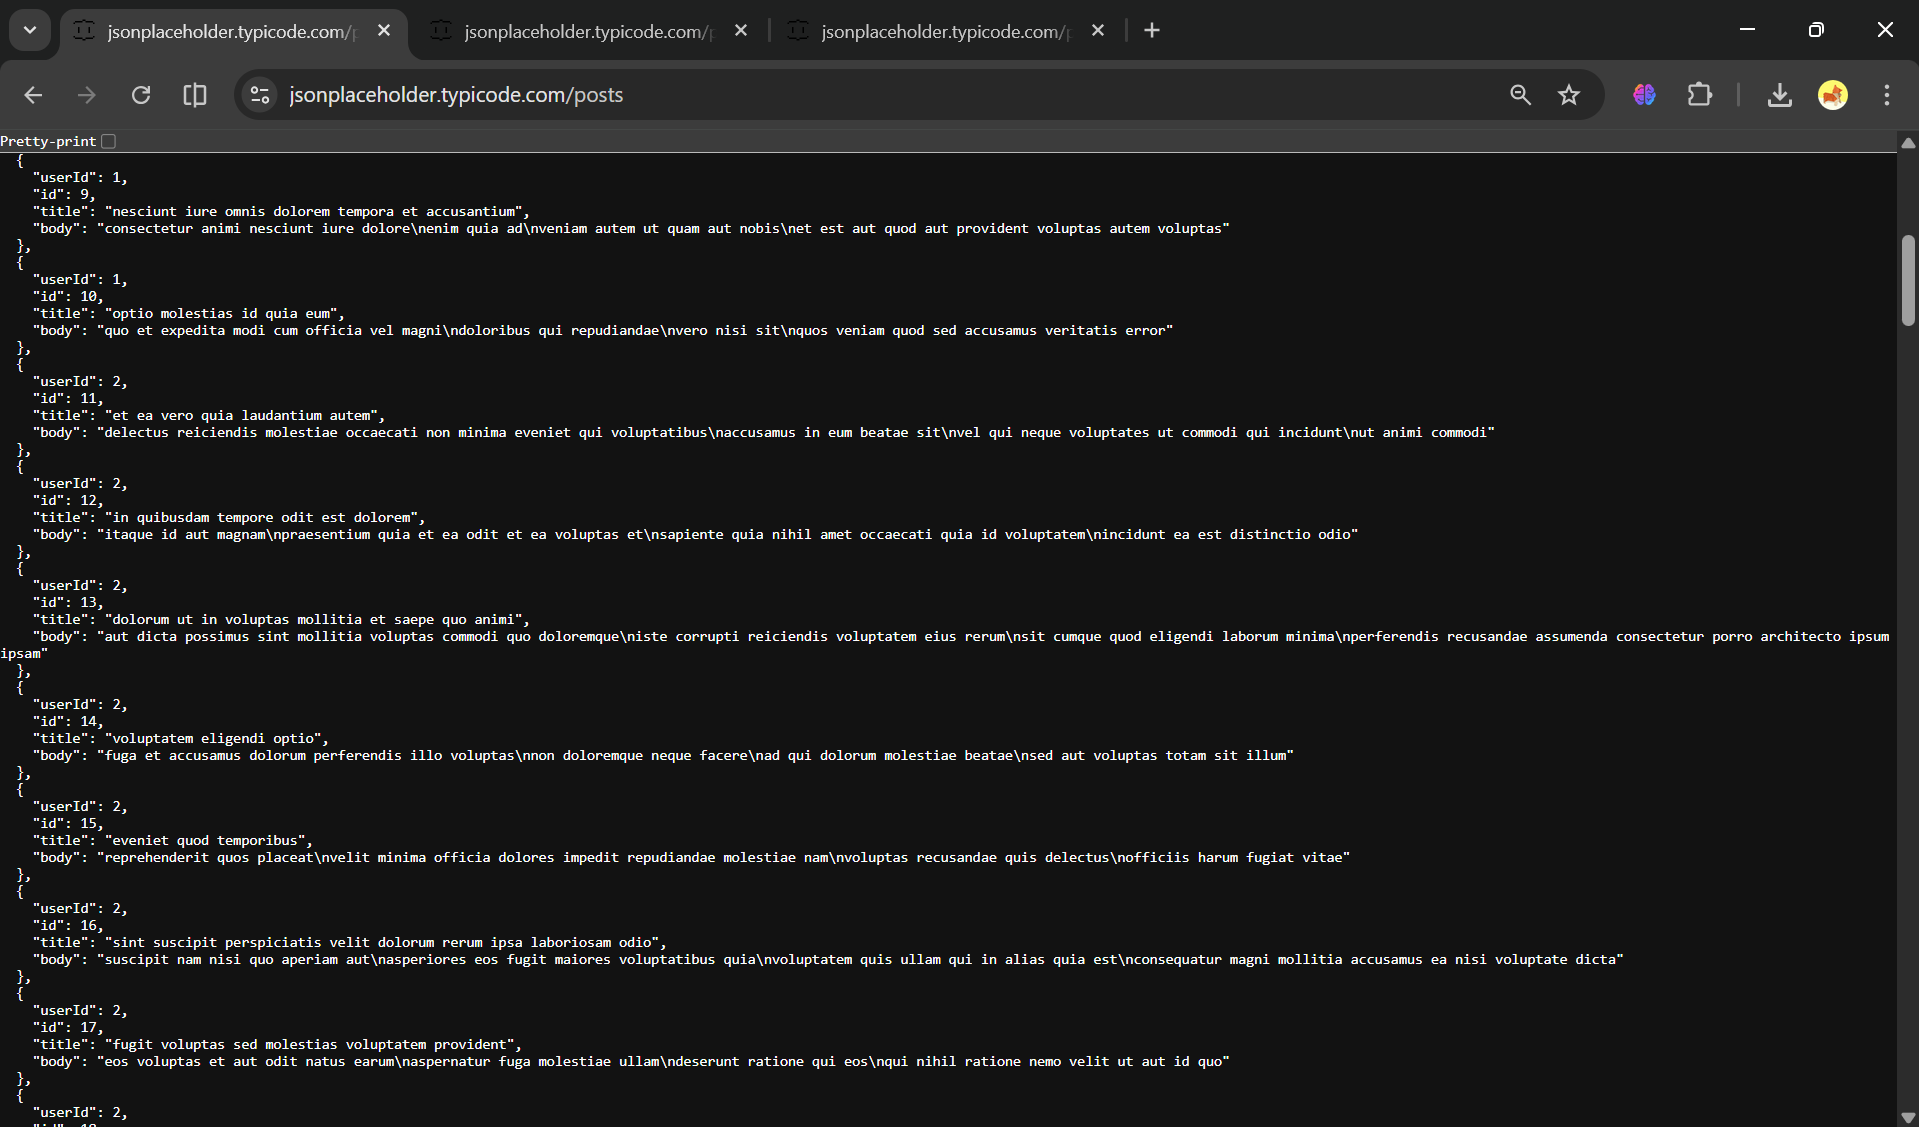 jsonplaceholder.typicode.com/p
jsonplaceholder.typicode.com/p
jsonplaceholder.typicode.com/p
jsonplaceholder.typicode.com/posts
Pretty-print
{
"userId": 1,
"id": 9,
"title": "nesciunt iure omnis dolorem tempora et accusantium",
"body": "consectetur animi nesciunt iure dolore\nenim quia ad\nveniam autem ut quam aut nobis\net est aut quod aut provident voluptas autem voluptas"
},
{
"userId": 1,
"id": 10,
"title": "optio molestias id quia eum",
"body": "quo et expedita modi cum officia vel magni\ndoloribus qui repudiandae\nvero nisi sit\nquos veniam quod sed accusamus veritatis error"
},
{
"userId": 2,
"id": 11,
"title": "et ea vero quia laudantium autem",
"body": "delectus reiciendis molestiae occaecati non minima eveniet qui voluptatibus\naccusamus in eum beatae sit\nvel qui neque voluptates ut commodi qui incidunt\nut animi commodi"
},
{
"userId": 2,
"id": 12,
"title": "in quibusdam tempore odit est dolorem",
"body": "itaque id aut magnam\npraesentium quia et ea odit et ea voluptas et\nsapiente quia nihil amet occaecati quia id voluptatem\nincidunt ea est distinctio odio"
},
{
"userId": 2,
"id": 13,
"title": "dolorum ut in voluptas mollitia et saepe quo animi",
"body": "aut dicta possimus sint mollitia voluptas commodi quo doloremque\niste corrupti reiciendis voluptatem eius rerum\nsit cumque quod eligendi laborum minima\nperferendis recusandae assumenda consectetur porro architecto ipsum
ipsam"
},
{
"userId": 2,
"id": 14,
"title": "voluptatem eligendi optio",
"body": "fuga et accusamus dolorum perferendis illo voluptas\nnon doloremque neque facere\nad qui dolorum molestiae beatae\nsed aut voluptas totam sit illum"
},
{
"userId": 2,
"id": 15,
"title": "eveniet quod temporibus",
"body": "reprehenderit quos placeat\nvelit minima officia dolores impedit repudiandae molestiae nam\nvoluptas recusandae quis delectus\nofficiis harum fugiat vitae"
},
{
"userId": 2,
"id": 16,
"title": "sint suscipit perspiciatis velit dolorum rerum ipsa laboriosam odio",
"body": "suscipit nam nisi quo aperiam aut\nasperiores eos fugit maiores voluptatibus quia\nvoluptatem quis ullam qui in alias quia est\nconsequatur magni mollitia accusamus ea nisi voluptate dicta"
},
{
"userId": 2,
"id": 17,
"title": "fugit voluptas sed molestias voluptatem provident",
"body": "eos voluptas et aut odit natus earum\naspernatur fuga molestiae ullam\ndeserunt ratione qui eos\nqui nihil ratione nemo velit ut aut id quo"
},
{
"userId": 2,